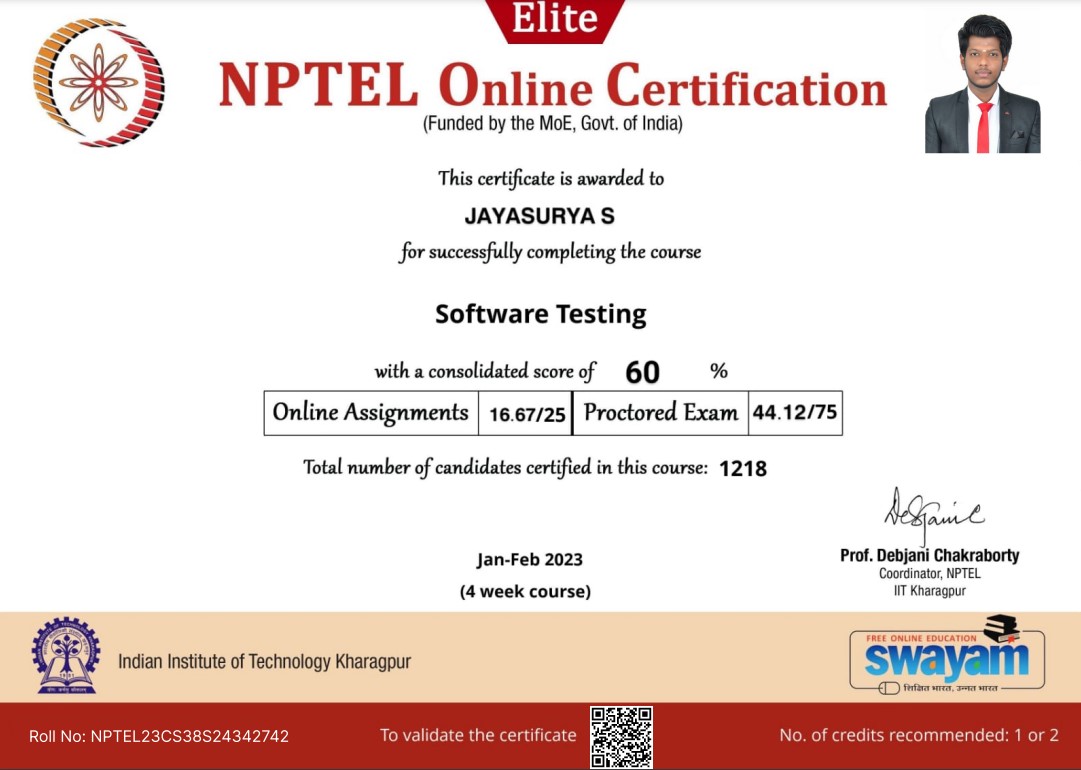 Elite
NPTEL Online Certification
(Funded by the MoE, Govt. of India)
This certificate is awarded to
JAYASURYA S
for successfully completing the course
Software Testing
with a consolidated score of 60 %
Online Assignments 16.67/25 Proctored Exam 44.12/75
Total number of candidates certified in this course: 1218
Prof. Debjani Chakraborty
Coordinator, NPTEL
IIT Kharagpur
Jan-Feb 2023
(4 week course)
Indian Institute of Technology Kharagpur
FREE ONLINE EDUCATION
swayam
शिक्षित भारत, उन्नत भारत
Roll No: NPTEL23CS38S24342742
To validate the certificate
No. of credits recommended: 1 or 2